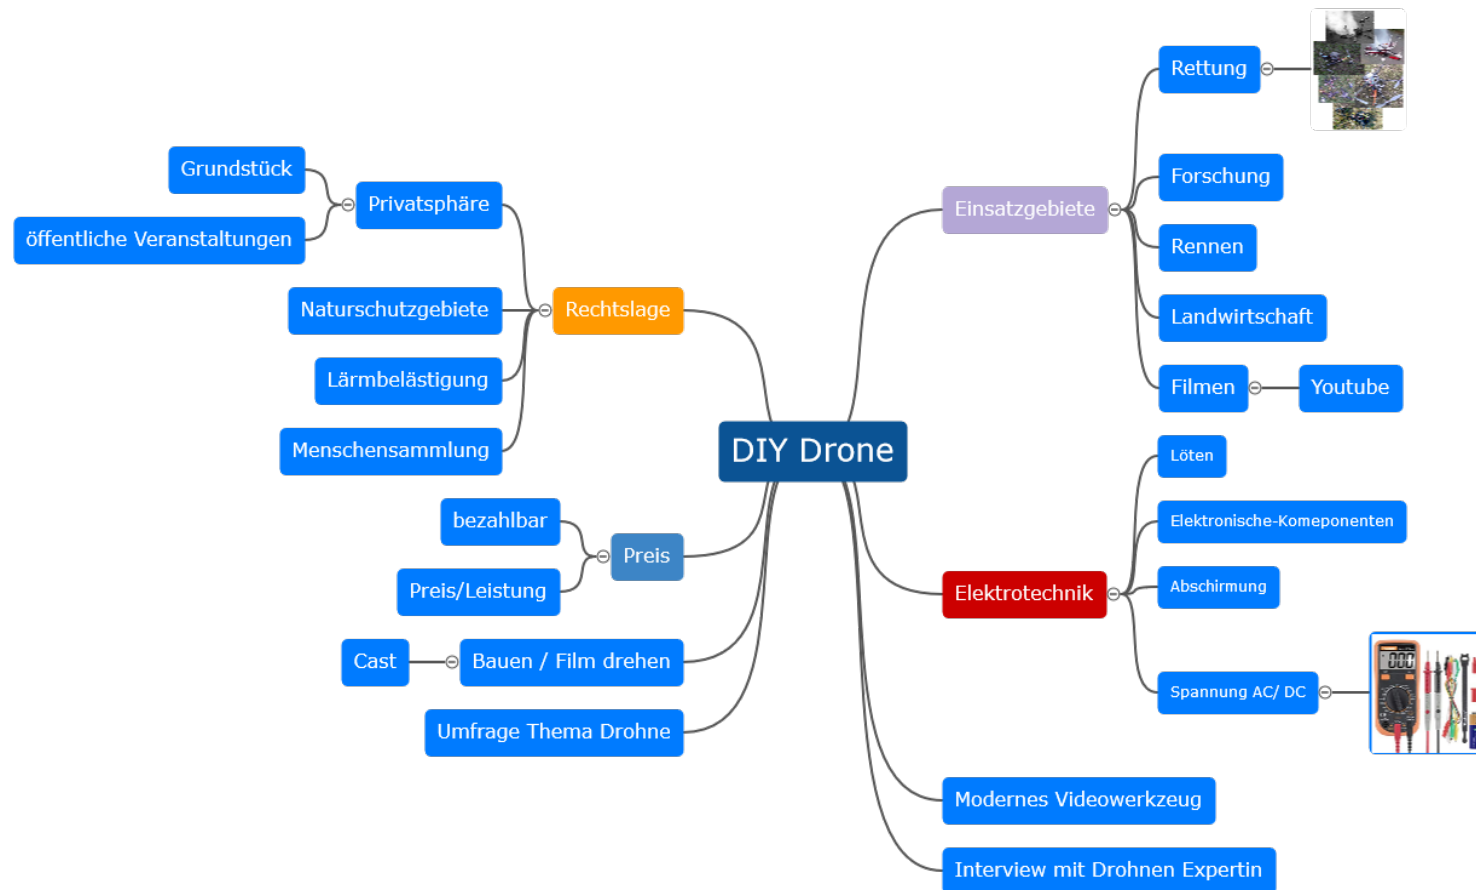 DIY Drone
Einsatzgebiete
Rettung
Forschung
Rennen
Landwirtschaft
Filmen
Youtube
Elektrotechnik
Löten
Elektronische-Komeponenten
Abschirmung
Spannung AC/ DC
000
Modernes Videowerkzeug
Interview mit Drohnen Expertin
Rechtslage
Privatsphäre
Grundstück
öffentliche Veranstaltungen
Naturschutzgebiete
Lärmbelästigung
Menschensammlung
Preis
bezahlbar
Preis/Leistung
Bauen / Film drehen
Cast
Umfrage Thema Drohne